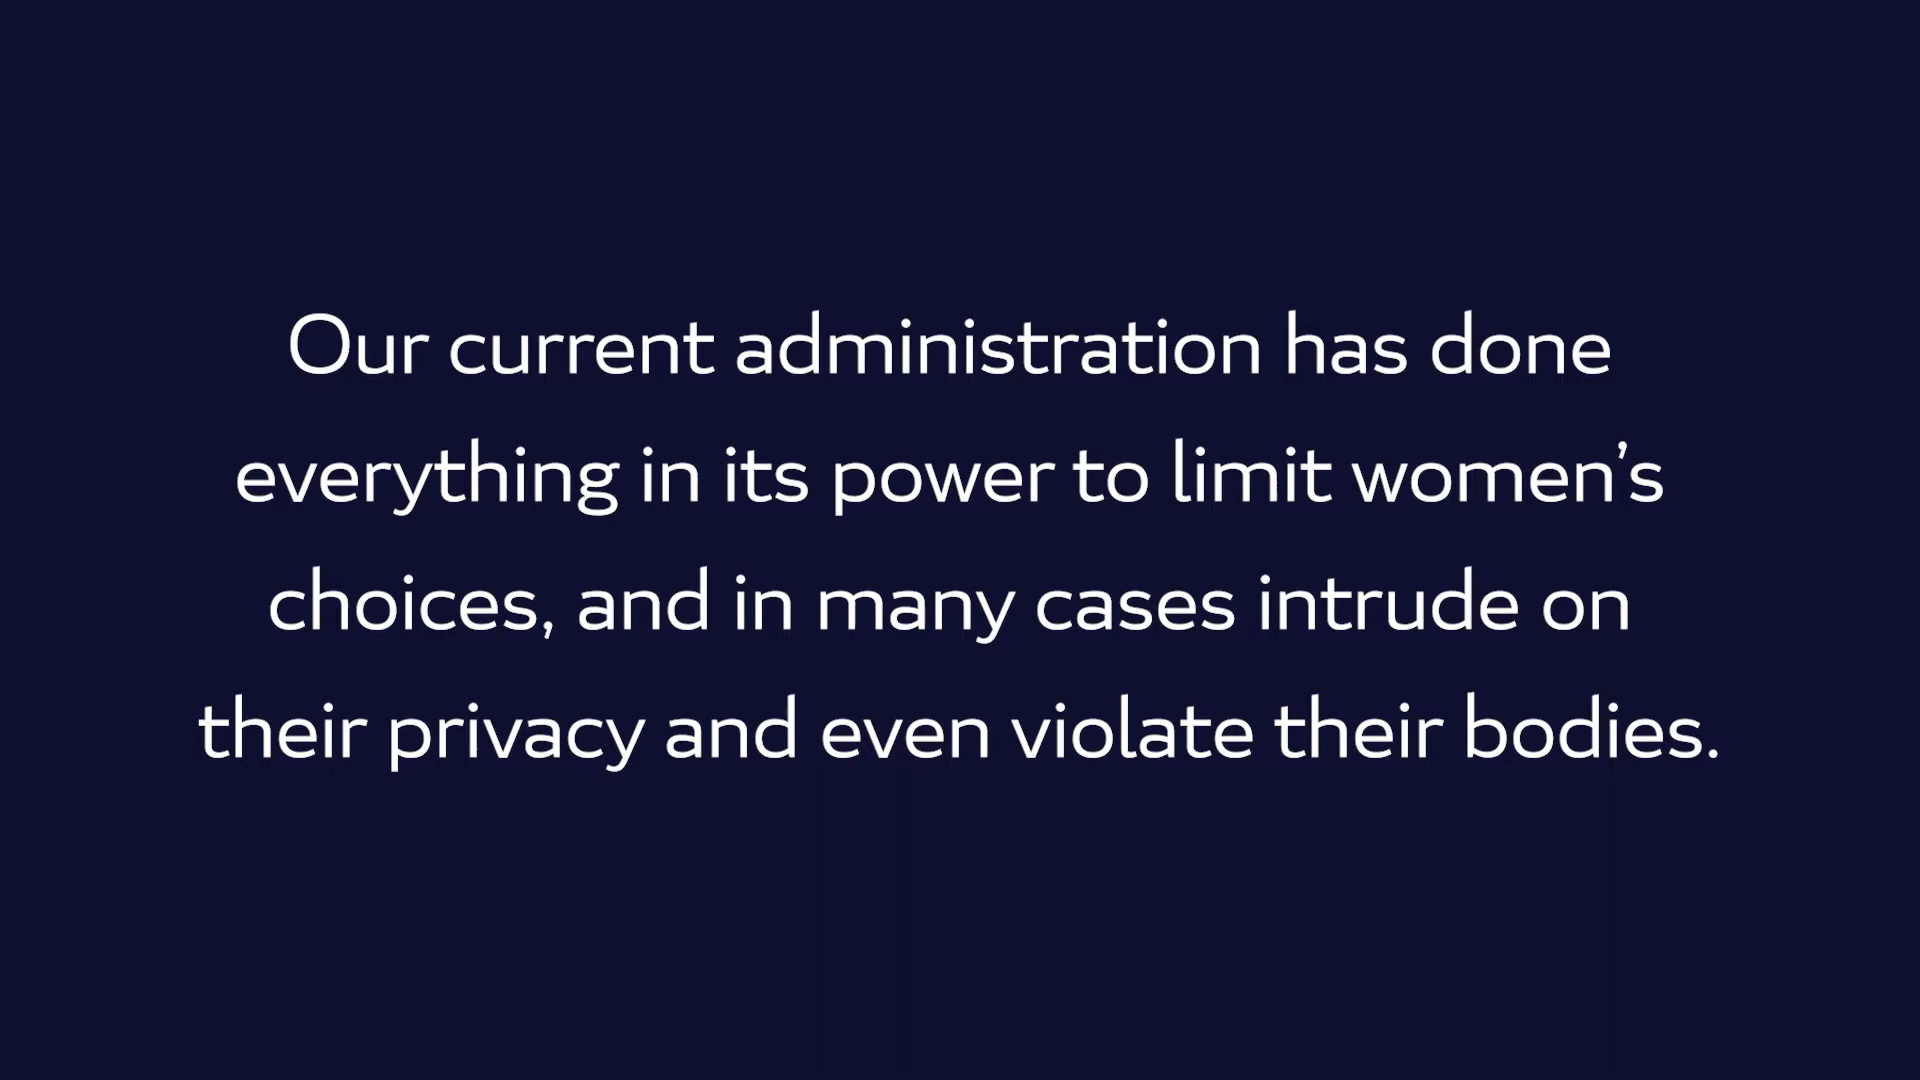 Our current administration has done
everything in its power to limit women’s
choices, and in many cases intrude on
their privacy and even violate their bodies.